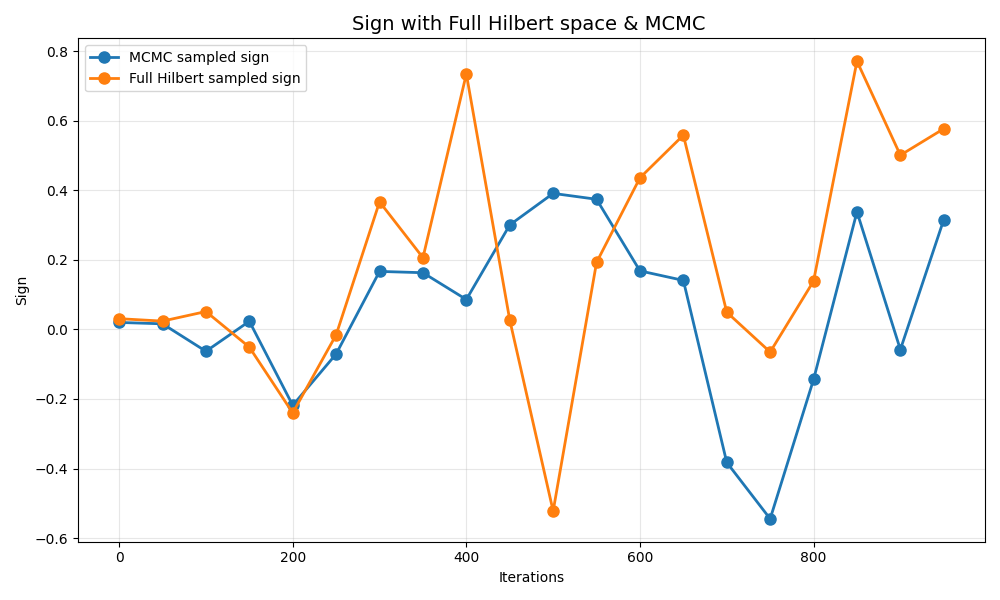 Sign with Full Hilbert space & MCMC
MCMC sampled sign
Full Hilbert sampled sign
Sign
0.8
0.6
0.4
0.2
0.0
−0.2
−0.4
−0.6
0 200 400 600 800
Iterations